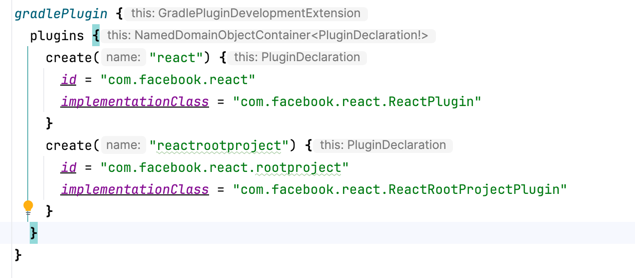 gradlePlugin { this: GradlePluginDevelopmentExtension
plugins { this: NamedDomainObjectContainer<PluginDeclaration!>
create( name: "react") { this: PluginDeclaration
id = "com.facebook.react"
implementationClass = "com.facebook.react.ReactPlugin"
}
create( name: "reactrootproject") { this: PluginDeclaration
id = "com.facebook.react.rootproject"
implementationClass = "com.facebook.react.ReactRootProjectPlugin"
}
}
}